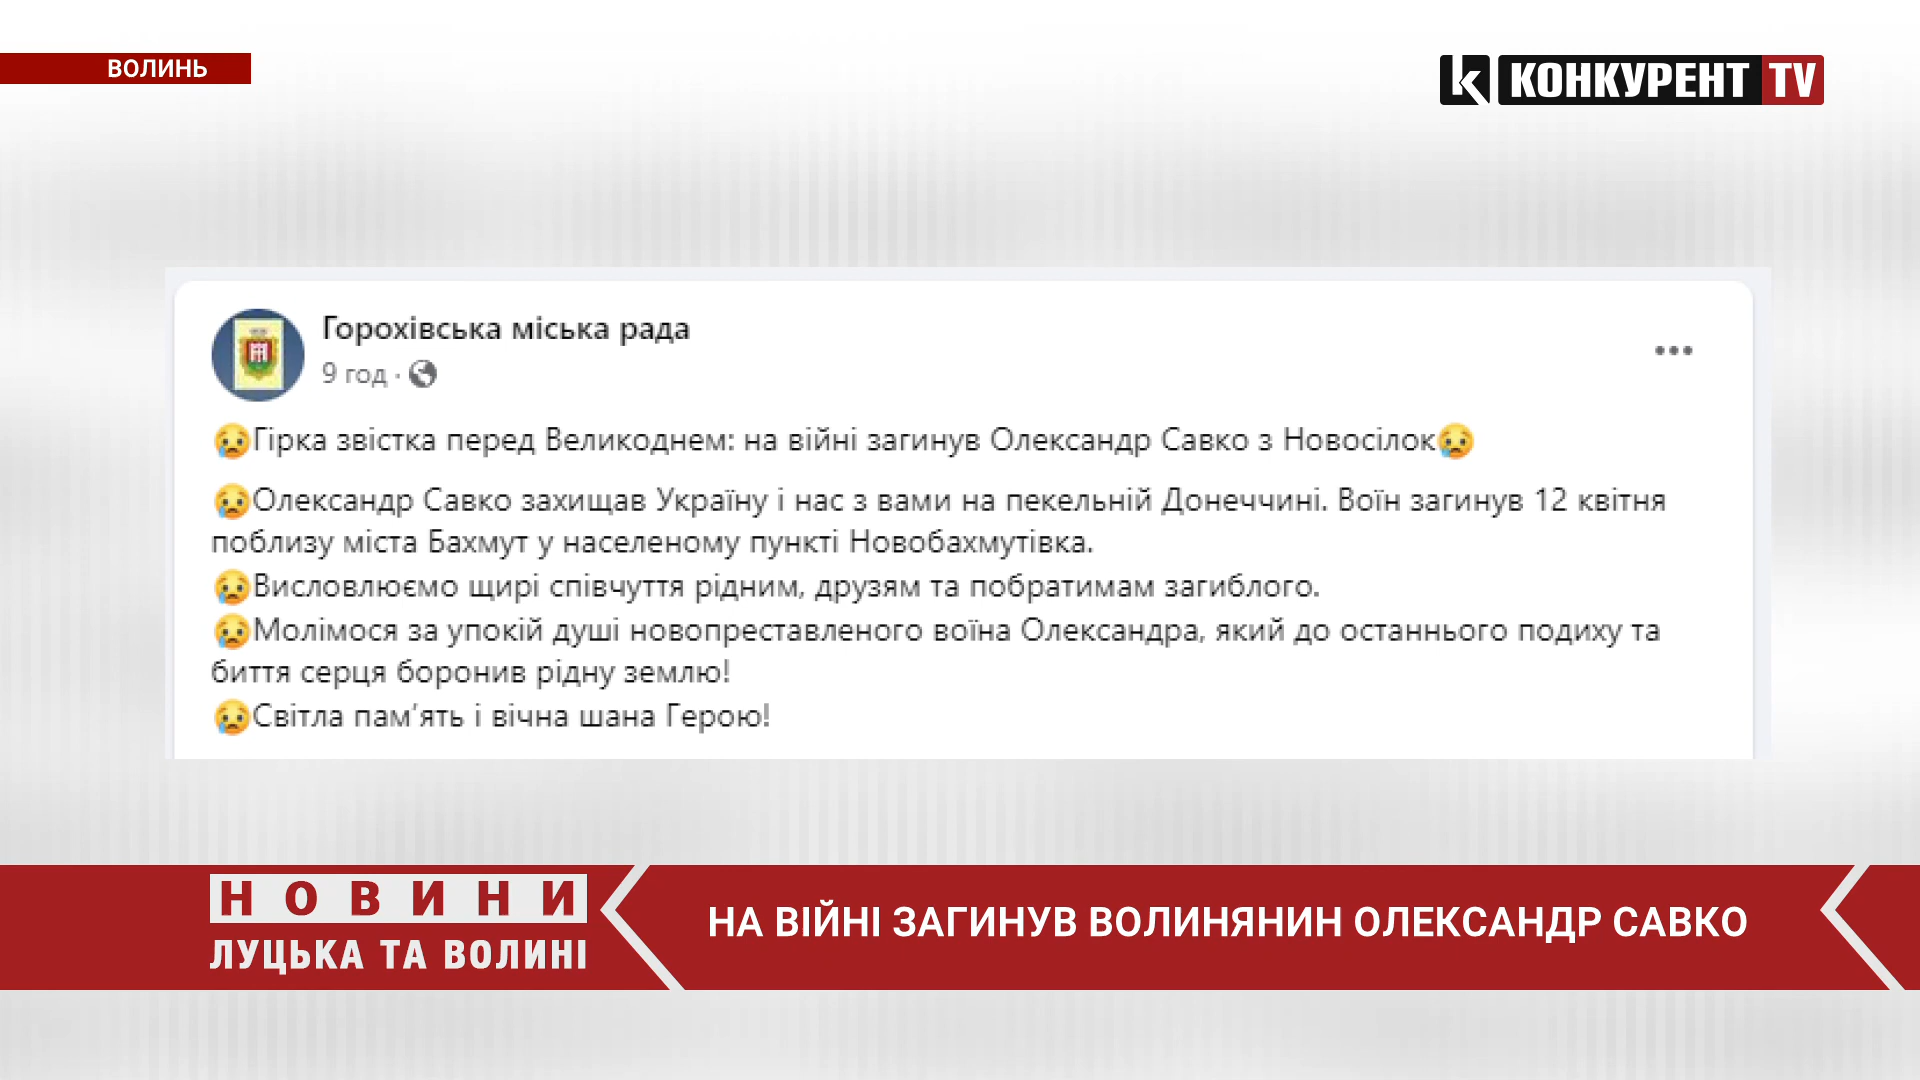 ВОЛИНЬ
k КОНКУРЕНТ TV
Горохівська міська рада
9 год ·
😥Гірка звістка перед Великоднем: на війні загинув Олександр Савко з Новосілок😥
😥Олександр Савко захищав Україну і нас з вами на пекельній Донеччині. Воїн загинув 12 квітня
поблизу міста Бахмут у населеному пункті Новобахмутівка.
😥Висловлюємо щирі співчуття рідним, друзям та побратимам загиблого.
😥Молімося за упокій душі новопреставленого воїна Олександра, який до останнього подиху та
биття серця боронив рідну землю!
😥Світла пам’ять і вічна шана Герою!
НОВИНИ
ЛУЦЬКА ТА ВОЛИНІ
НА ВІЙНІ ЗАГИНУВ ВОЛИНЯНИН ОЛЕКСАНДР САВКО